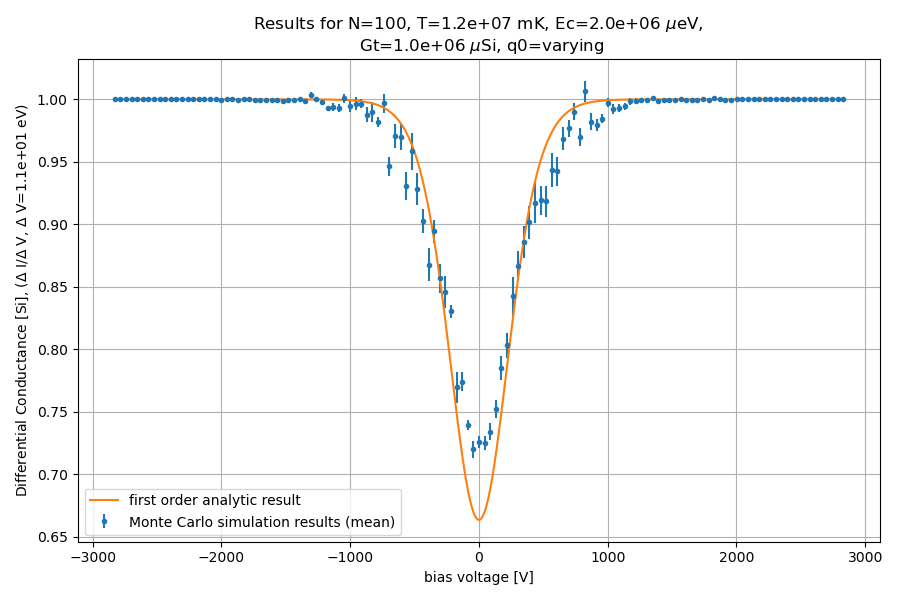 Results for N=100, T=1.2e+07 mK, Ec=2.0e+06 μeV,
Gt=1.0e+06 μSi, q0=varying
Differential Conductance [Si], (Δ I/Δ V, Δ V=1.1e+01 eV)
1.00
0.95
0.90
0.85
0.80
0.75
0.70
0.65
first order analytic result
Monte Carlo simulation results (mean)
−3000 −2000 −1000 0 1000 2000 3000
bias voltage [V]